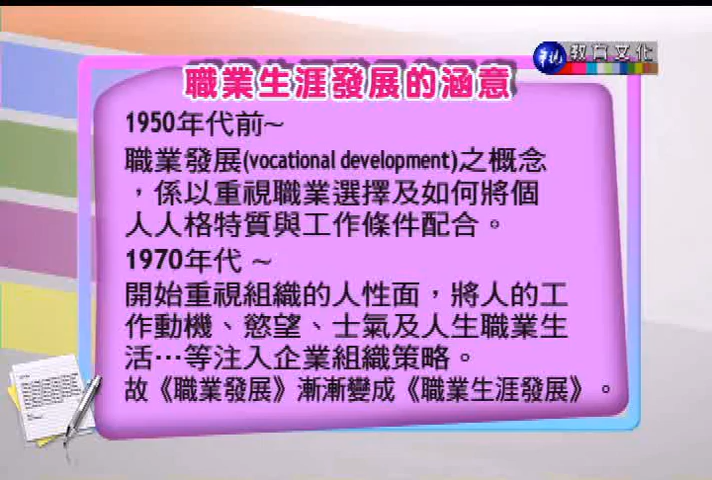 華視 教育文化
職業生涯發展的涵意
1950年代前~
職業發展(vocational development)之概念
，係以重視職業選擇及如何將個
人人格特質與工作條件配合。
1970年代 ~
開始重視組織的人性面，將人的工
作動機、慾望、士氣及人生職業生
活…等注入企業組織策略。
故《職業發展》漸漸變成《職業生涯發展》。